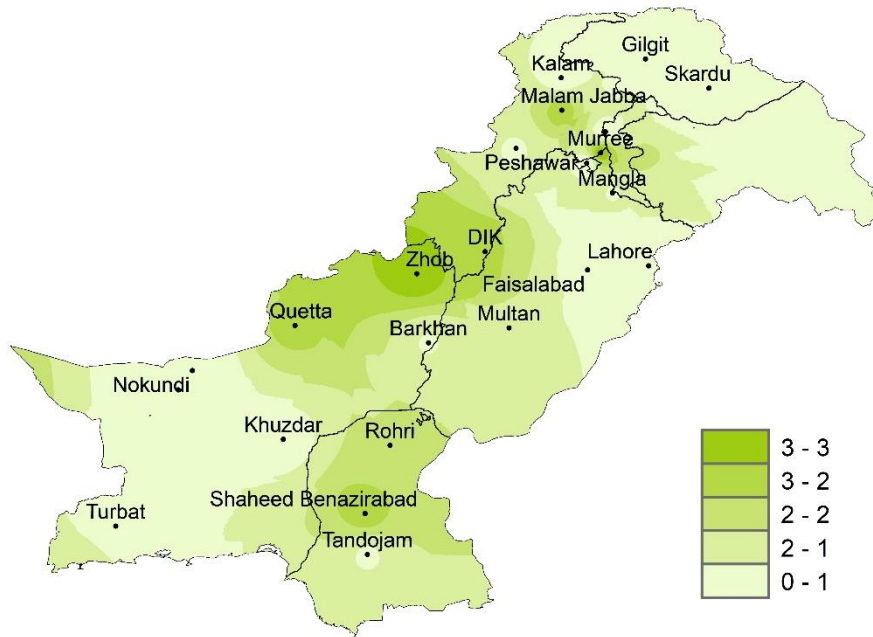 Gilgit
Kalam
Skardu
Malam Jabba
Murree
Peshawar
Mangla
DIK
Zhob
Lahore
Faisalabad
Quetta
Multan
Barkhan
Nokundi
Khuzdar
Rohri
Shaheed Benazirabad
Turbat
Tandojam
3 - 3
3 - 2
2 - 2
2 - 1
0 - 1